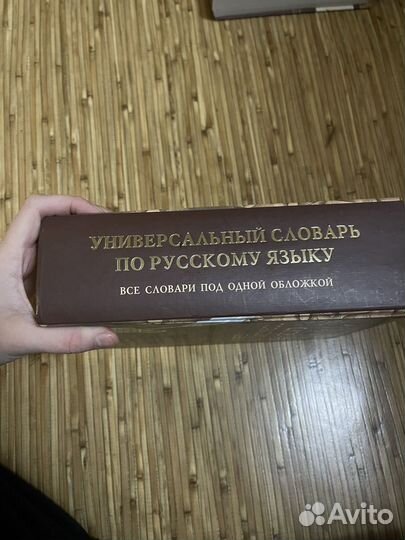 УНИВЕРСАЛЬНЫЙ СЛОВАРЬ
ПО РУССКОМУ ЯЗЫКУ
ВСЕ СЛОВАРИ ПОД ОДНОЙ ОБЛОЖКОЙ
Avito